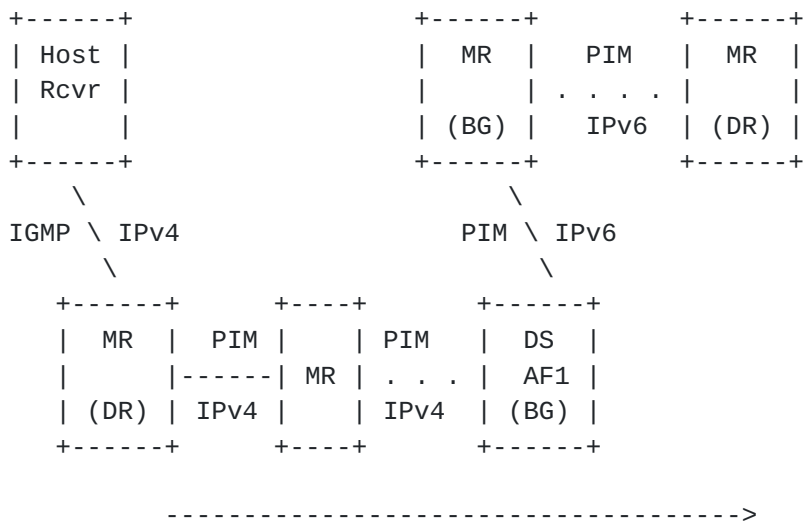 +------+                   +------+         +------+
| Host |                   |  MR  |   PIM   |  MR  |
| Rcvr |                   |      | . . . . |      |
|      |                   | (BG) |   IPv6  | (DR) |
+------+                   +------+         +------+
    \                            \
IGMP \ IPv4                   PIM \ IPv6
      \                            \
   +------+      +----+         +------+
   |  MR  |  PIM |    | PIM     |  DS  |
   |      |------| MR | . . .   |  AF1 |
   | (DR) | IPv4 |    | IPv4    | (BG) |
   +------+      +----+         +------+
          ------------------------------------->